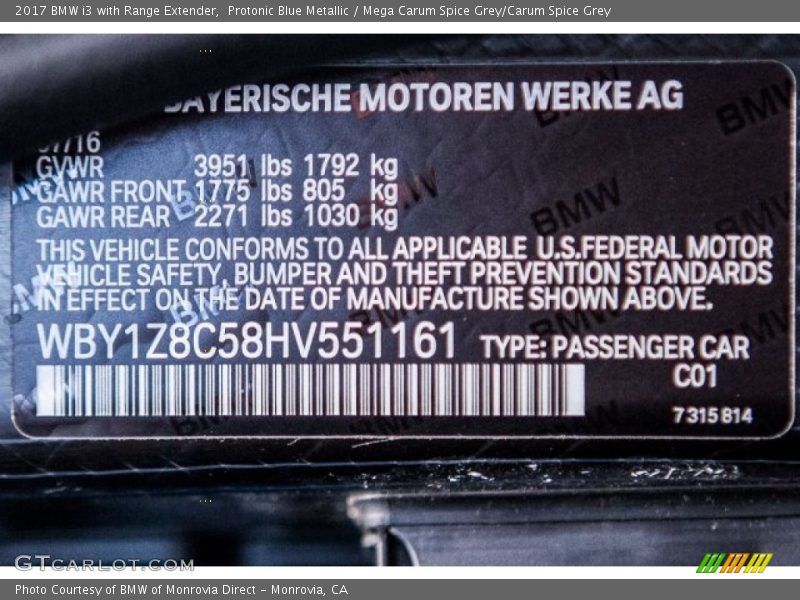 2017 BMW i3 with Range Extender,  Protonic Blue Metallic / Mega Carum Spice Grey/Carum Spice Grey
BAYERISCHE MOTOREN WERKE AG
07/16
GVWR 3951 lbs 1792 kg
GAWR FRONT 1775 lbs 805 kg
GAWR REAR 2271 lbs 1030 kg
THIS VEHICLE CONFORMS TO ALL APPLICABLE U.S.FEDERAL MOTOR
VEHICLE SAFETY, BUMPER AND THEFT PREVENTION STANDARDS
IN EFFECT ON THE DATE OF MANUFACTURE SHOWN ABOVE.
WBY1Z8C58HV551161 TYPE: PASSENGER CAR
C01
7315814
GTCARLOT.COM
Photo Courtesy of BMW of Monrovia Direct - Monrovia, CA